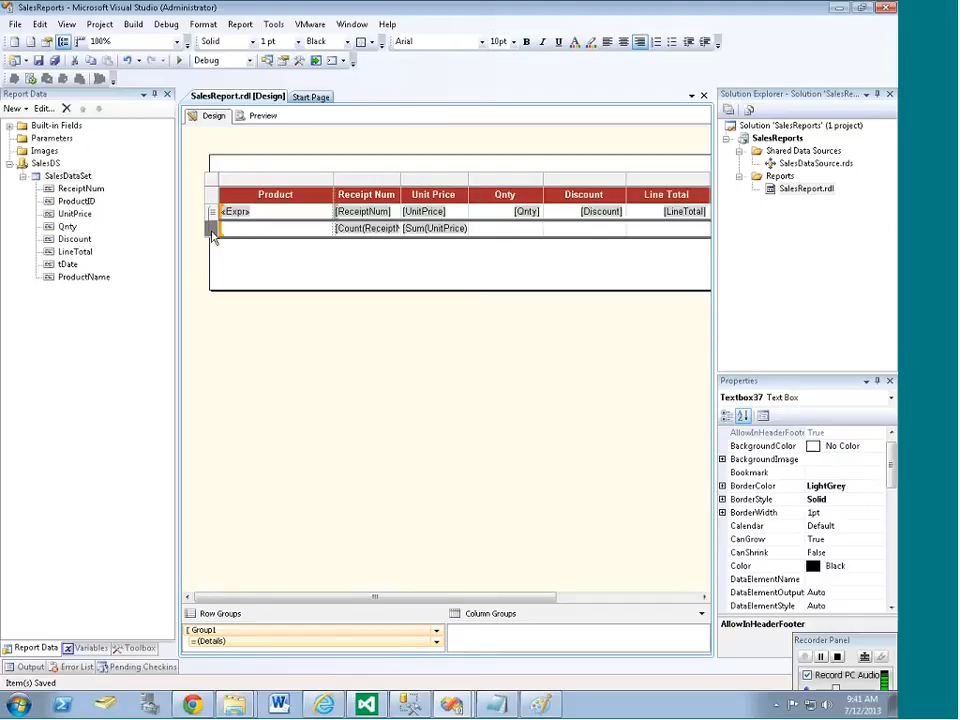 SalesReports - Microsoft Visual Studio (Administrator)
File Edit View Project Build Debug Format Report Tools VMware Window Help
100% Solid 1 pt Black Arial 10pt B I U A
Debug
Report Data
New Edit...
Built-in Fields
Parameters
Images
SalesDS
SalesDataSet
ReceiptNum
ProductID
UnitPrice
Qnty
Discount
LineTotal
tDate
ProductName
Report Data Variables Toolbox
Output Error List Pending Checkins
Item(s) Saved
SalesReport.rdl [Design] Start Page
Design Preview
Product Receipt Num Unit Price Qnty Discount Line Total
«Expr» [ReceiptNum] [UnitPrice] [Qnty] [Discount] [LineTotal]
[Count(Receipt [Sum(UnitPrice)
Row Groups Column Groups
Group1
(Details)
Solution Explorer - Solution 'SalesRe...
Solution 'SalesReports' (1 project)
SalesReports
Shared Data Sources
SalesDataSource.rds
Reports
SalesReport.rdl
Properties
Textbox37 Text Box
AllowInHeaderFoote True
BackgroundColor No Color
BackgroundImage
Bookmark
BorderColor LightGrey
BorderStyle Solid
BorderWidth 1pt
Calendar Default
CanGrow True
CanShrink False
Color Black
DataElementName
DataElementOutput Auto
DataElementStyle Auto
AllowInHeaderFooter
Recorder Panel
Record PC Audio
9:41 AM
7/12/2013